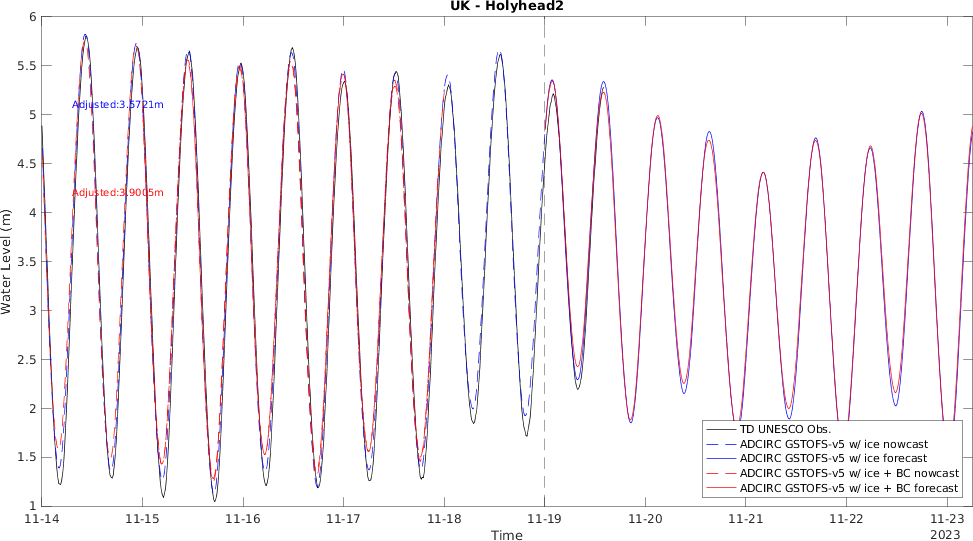 UK - Holyhead2
6
5.5
5
4.5
4
3.5
3
2.5
2
1.5
1
Water Level (m)
Adjusted:3.5721m
Adjusted:3.9005m
TD UNESCO Obs.
ADCIRC GSTOFS-v5 w/ ice nowcast
ADCIRC GSTOFS-v5 w/ ice forecast
ADCIRC GSTOFS-v5 w/ ice + BC nowcast
ADCIRC GSTOFS-v5 w/ ice + BC forecast
11-14 11-15 11-16 11-17 11-18 11-19 11-20 11-21 11-22 11-23
Time
2023